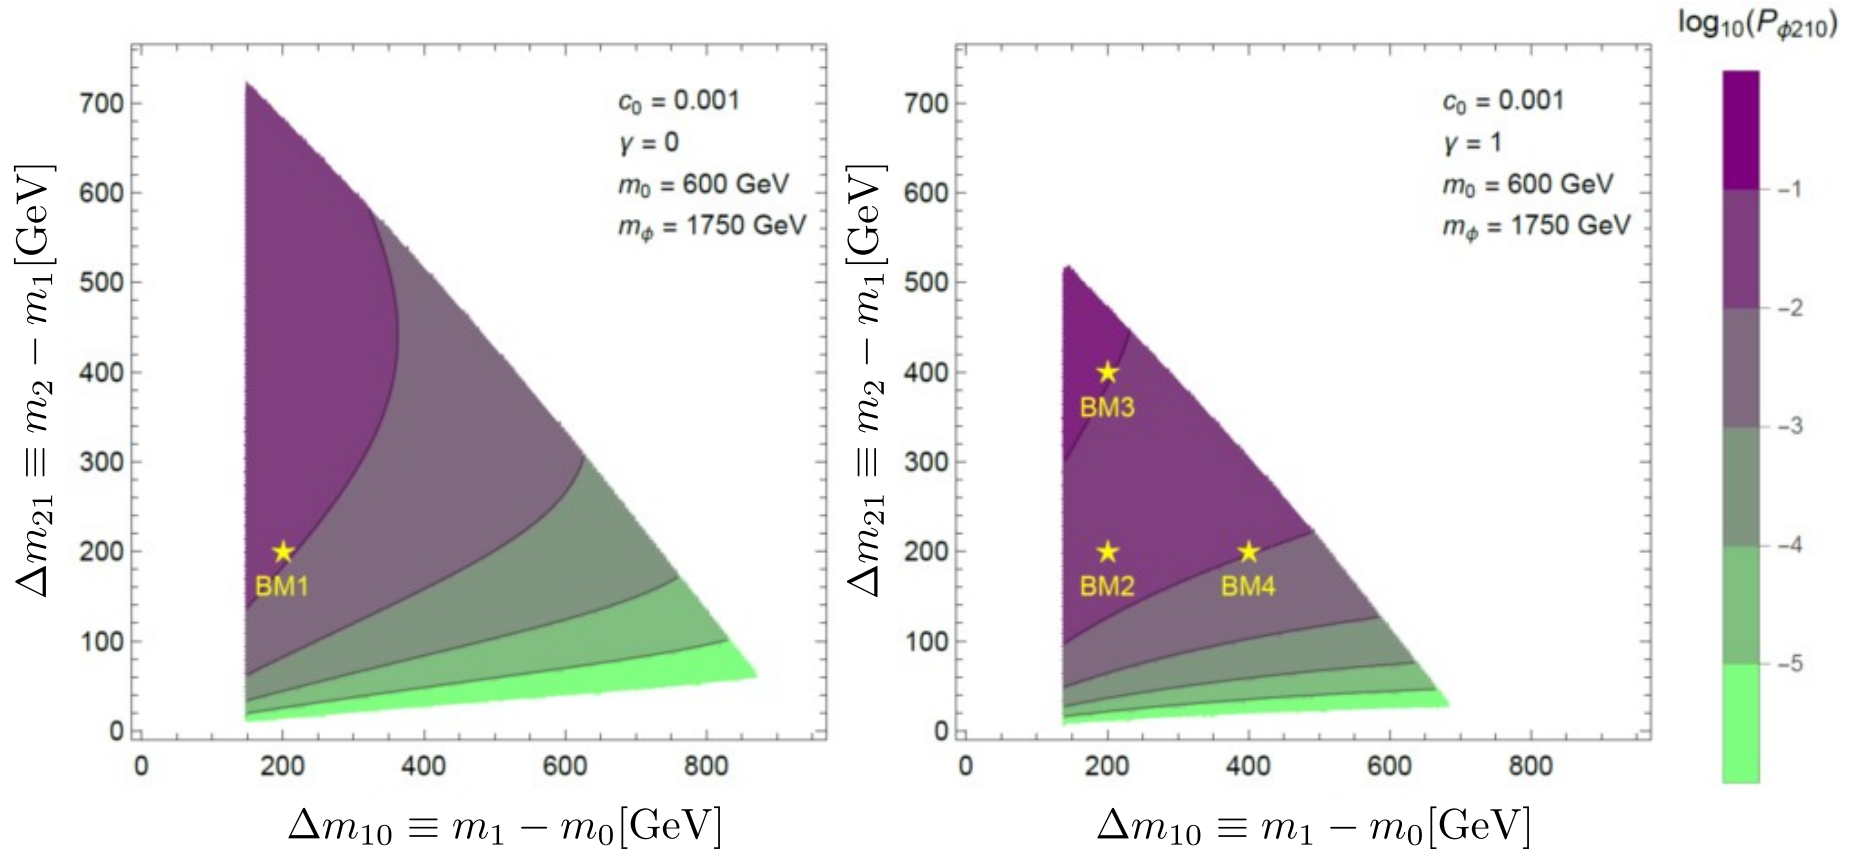 log₁₀(P_ϕ210)
c₀ = 0.001
γ = 0
m₀ = 600 GeV
m_ϕ = 1750 GeV
700
600
500
400
300
200
100
0
Δm₂₁ ≡ m₂ − m₁[GeV]
BM1
0 200 400 600 800
Δm₁₀ ≡ m₁ − m₀[GeV]
c₀ = 0.001
γ = 1
m₀ = 600 GeV
m_ϕ = 1750 GeV
700
600
500
400
300
200
100
0
Δm₂₁ ≡ m₂ − m₁[GeV]
BM3
BM2 BM4
0 200 400 600 800
Δm₁₀ ≡ m₁ − m₀[GeV]
−1
−2
−3
−4
−5